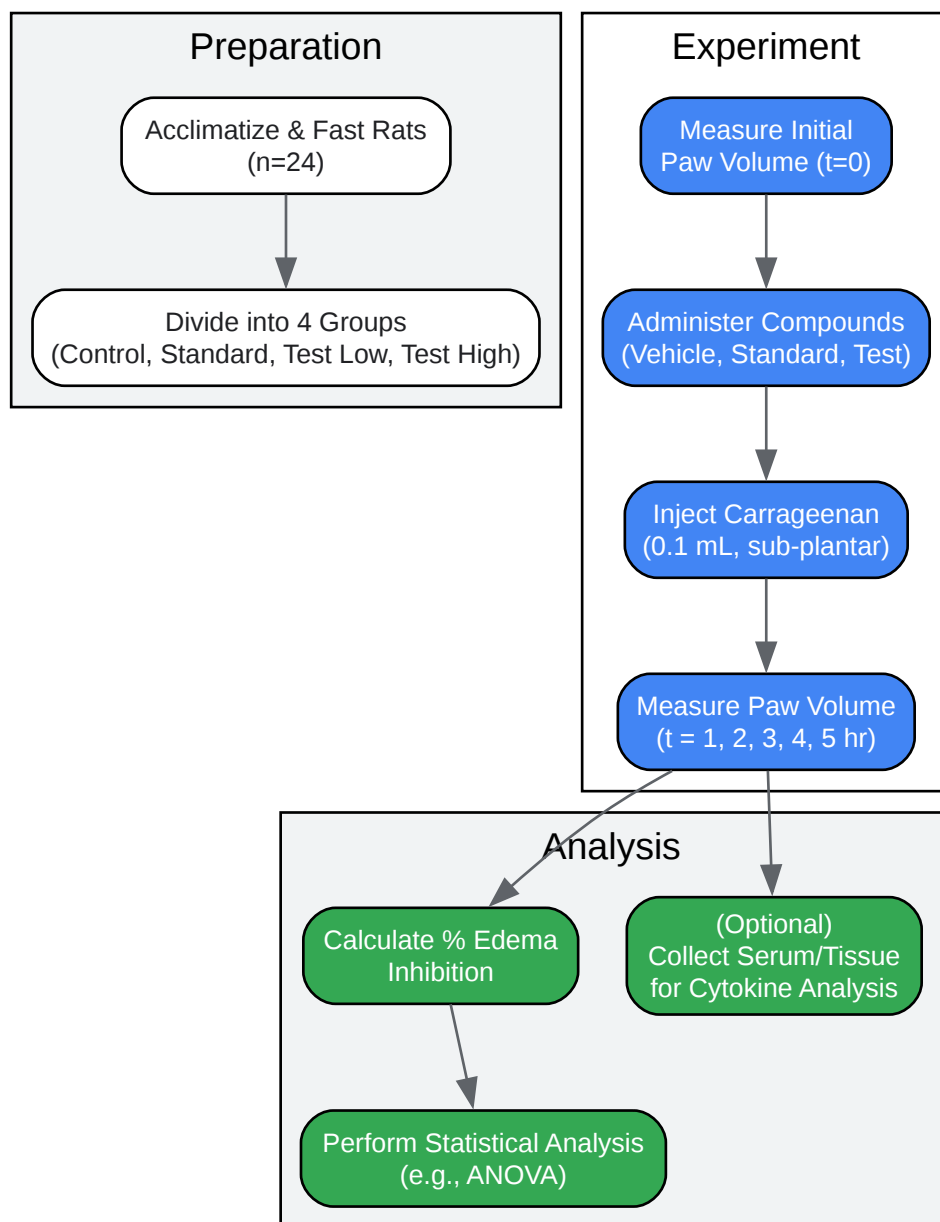 Preparation
Acclimatize & Fast Rats
(n=24)
Divide into 4 Groups
(Control, Standard, Test Low, Test High)
Experiment
Measure Initial
Paw Volume (t=0)
Administer Compounds
(Vehicle, Standard, Test)
Inject Carrageenan
(0.1 mL, sub-plantar)
Measure Paw Volume
(t = 1, 2, 3, 4, 5 hr)
Analysis
Calculate % Edema
Inhibition
(Optional)
Collect Serum/Tissue
for Cytokine Analysis
Perform Statistical Analysis
(e.g., ANOVA)